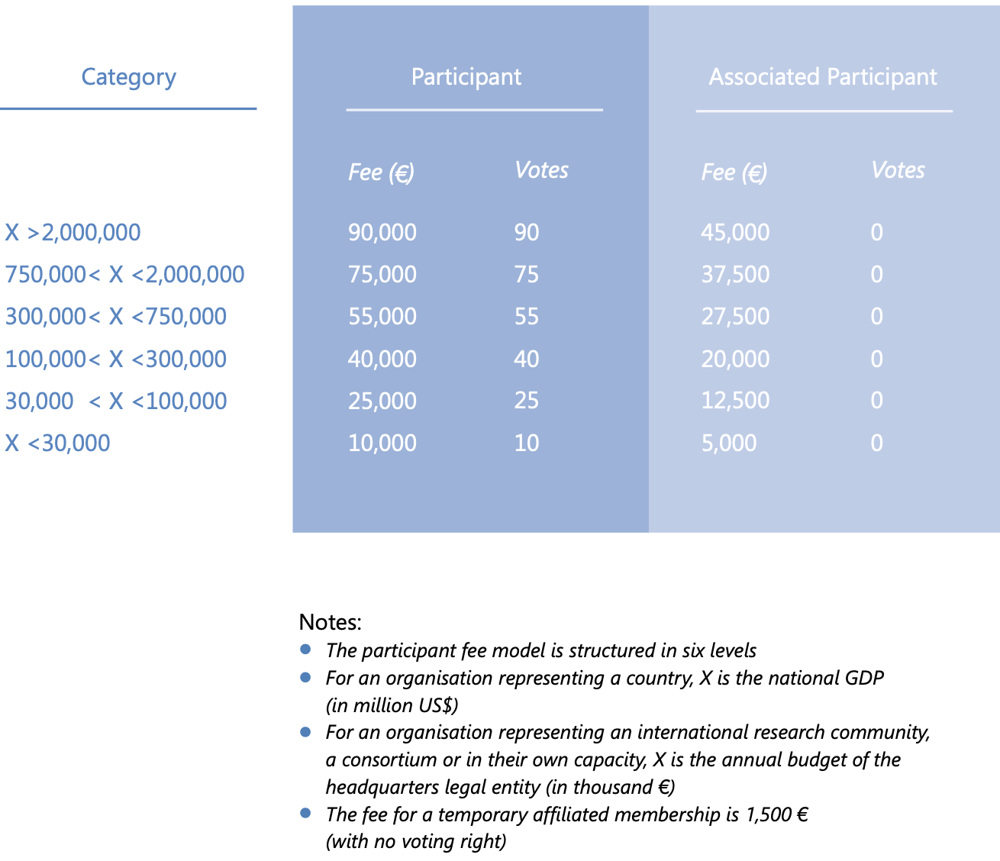 Category Participant Associated Participant
Fee (€) Votes Fee (€) Votes
X >2,000,000 90,000 90 45,000 0
750,000< X <2,000,000 75,000 75 37,500 0
300,000< X <750,000 55,000 55 27,500 0
100,000< X <300,000 40,000 40 20,000 0
30,000 < X <100,000 25,000 25 12,500 0
X <30,000 10,000 10 5,000 0
Notes:
● The participant fee model is structured in six levels
● For an organisation representing a country, X is the national GDP
(in million US$)
● For an organisation representing an international research community,
a consortium or in their own capacity, X is the annual budget of the
headquarters legal entity (in thousand €)
● The fee for a temporary affiliated membership is 1,500 €
(with no voting right)